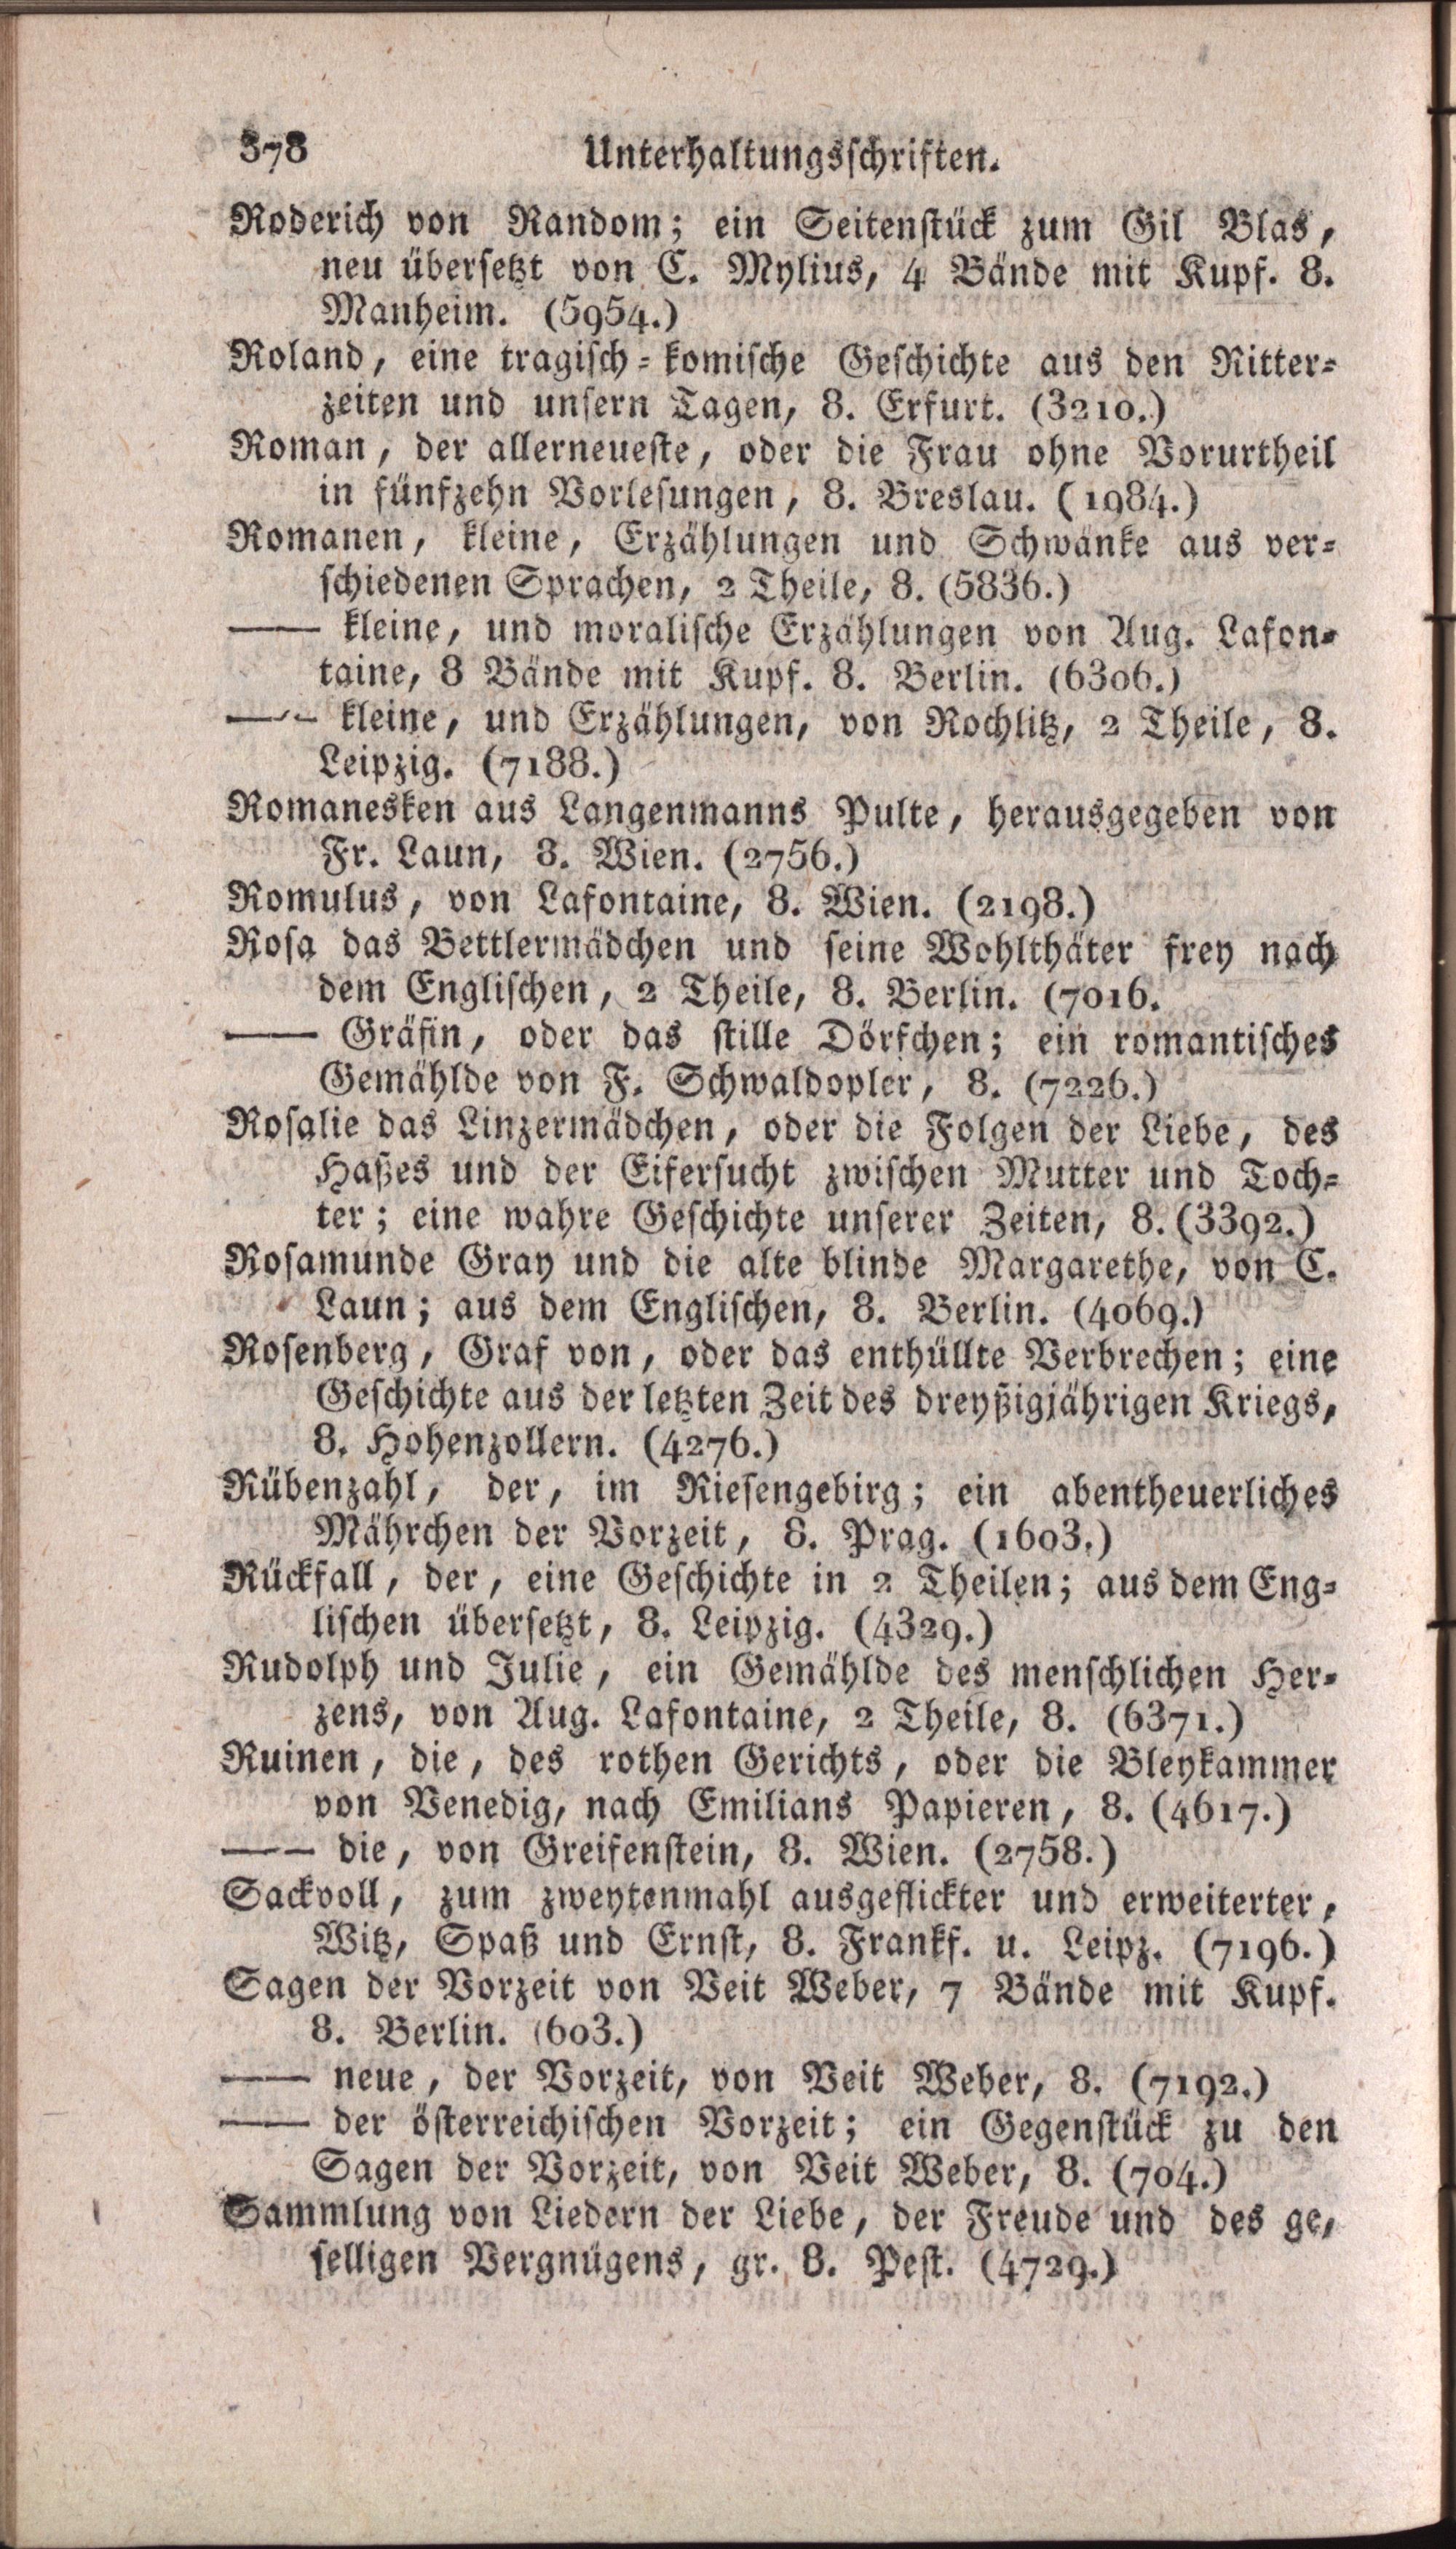 378 Unterhaltungsschriften.
Roderich von Random; ein Seitenstück zum Gil Blas,
neu übersetzt von C. Mylius, 4 Bände mit Kupf. 8.
Manheim. (5954.)
Roland, eine tragisch-komische Geschichte aus den Ritter-
zeiten und unsern Tagen, 8. Erfurt. (3210.)
Roman, der allerneueste, oder die Frau ohne Vorurtheil
in fünfzehn Vorlesungen, 8. Breslau. (1984.)
Romanen, kleine, Erzählungen und Schwänke aus ver-
schiedenen Sprachen, 2 Theile, 8. (5836.)
—— kleine, und moralische Erzählungen von Aug. Lafon-
taine, 8 Bände mit Kupf. 8. Berlin. (6306.)
—— kleine, und Erzählungen, von Rochlitz, 2 Theile, 8.
Leipzig. (7188.)
Romanesken aus Langenmanns Pulte, herausgegeben von
Fr. Laun, 8. Wien. (2756.)
Romulus, von Lafontaine, 8. Wien. (2198.)
Rosa das Bettlermädchen und seine Wohlthäter frey nach
dem Englischen, 2 Theile, 8. Berlin. (7016.
—— Gräfin, oder das stille Dörfchen; ein romantisches
Gemählde von F. Schwaldopler, 8. (7226.)
Rosalie das Linzermädchen, oder die Folgen der Liebe, des
Haßes und der Eifersucht zwischen Mutter und Toch-
ter; eine wahre Geschichte unserer Zeiten, 8. (3392.)
Rosamunde Gray und die alte blinde Margarethe, von C.
Laun; aus dem Englischen, 8. Berlin. (4069.)
Rosenberg, Graf von, oder das enthüllte Verbrechen; eine
Geschichte aus der letzten Zeit des dreyßigjährigen Kriegs,
8. Hohenzollern. (4276.)
Rübenzahl, der, im Riesengebirg; ein abentheuerliches
Mährchen der Vorzeit, 8. Prag. (1603.)
Rückfall, der, eine Geschichte in 2 Theilen; aus dem Eng-
lischen übersetzt, 8. Leipzig. (4329.)
Rudolph und Julie, ein Gemählde des menschlichen Her-
zens, von Aug. Lafontaine, 2 Theile, 8. (6371.)
Ruinen, die, des rothen Gerichts, oder die Bleykammer
von Venedig, nach Emilians Papieren, 8. (4617.)
—— die, von Greifenstein, 8. Wien. (2758.)
Sackvoll, zum zweytenmahl ausgeflickter und erweiterter,
Witz, Spaß und Ernst, 8. Frankf. u. Leipz. (7196.)
Sagen der Vorzeit von Veit Weber, 7 Bände mit Kupf.
8. Berlin. (603.)
—— neue, der Vorzeit, von Veit Weber, 8. (7192.)
—— der österreichischen Vorzeit; ein Gegenstück zu den
Sagen der Vorzeit, von Veit Weber, 8. (704.)
Sammlung von Liedern der Liebe, der Freude und des ge,
selligen Vergnügens, gr. 8. Pest. (4729.)